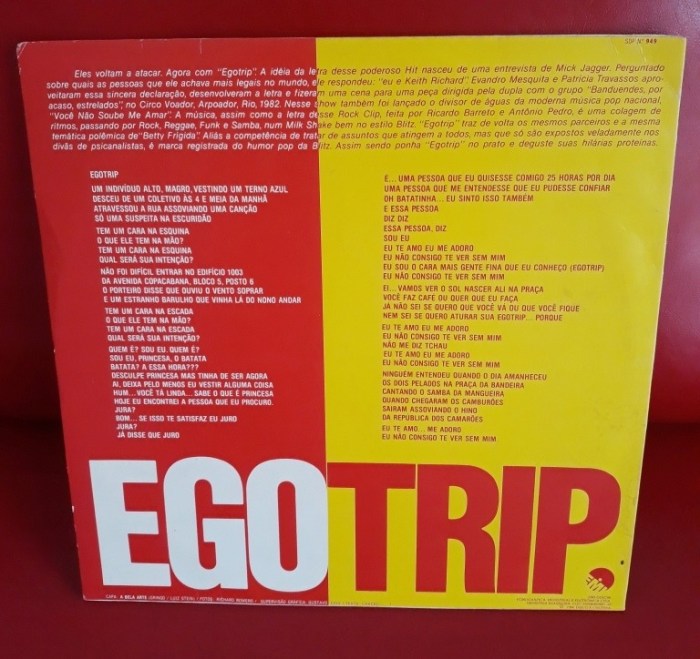 SDP Nº 949
Eles voltam a atacar. Agora com "Egotrip". A idéia da letra desse poderoso Hit nasceu de uma entrevista de Mick Jagger. Perguntado
sobre quais as pessoas que ele achava mais legais no mundo, ele respondeu: "eu e Keith Richard". Evandro Mesquita e Patricia Travassos apro-
veitaram essa sincera declaração, desenvolveram a letra e fizeram uma cena para uma peça dirigida pela dupla com o grupo "Banduendes, por
acaso, estrelados", no Circo Voador, Arpoador, Rio, 1982. Nesse show também foi lançado o divisor de águas da moderna música pop nacional,
"Você Não Soube Me Amar". A música, assim como a letra desse Rock Clip, feita por Ricardo Barreto e Antônio Pedro, é uma colagem de
ritmos, passando por Rock, Reggae, Funk e Samba, num Milk Shake bem no estilo Blitz. "Egotrip" traz de volta os mesmos parceiros e a mesma
temática polêmica de "Betty Frígida". Aliás a competência de tratar de assuntos que atingem a todos, mas que só são expostos veladamente nos
divãs de psicanalistas, é marca registrada do humor pop da Blitz. Assim sendo ponha "Egotrip" no prato e deguste suas hilárias proteínas.
EGOTRIP
UM INDIVÍDUO ALTO, MAGRO, VESTINDO UM TERNO AZUL
DESCEU DE UM COLETIVO ÀS 4 E MEIA DA MANHÃ
ATRAVESSOU A RUA ASSOVIANDO UMA CANÇÃO
SÓ UMA SUSPEITA NA ESCURIDÃO
TEM UM CARA NA ESQUINA
O QUE ELE TEM NA MÃO?
TEM UM CARA NA ESQUINA
QUAL SERÁ SUA INTENÇÃO?
NÃO FOI DIFÍCIL ENTRAR NO EDIFÍCIO 1003
DA AVENIDA COPACABANA, BLOCO 5, POSTO 6
O PORTEIRO DISSE QUE OUVIU O VENTO SOPRAR
E UM ESTRANHO BARULHO QUE VINHA LÁ DO NONO ANDAR
TEM UM CARA NA ESCADA
O QUE ELE TEM NA MÃO?
TEM UM CARA NA ESCADA
QUAL SERÁ SUA INTENÇÃO?
QUEM É? SOU EU. QUEM É?
SOU EU, PRINCESA, O BATATA
BATATA? A ESSA HORA???
DESCULPE PRINCESA MAS TINHA DE SER AGORA
AI, DEIXA PELO MENOS EU VESTIR ALGUMA COISA
HUM...VOCÊ TÁ LINDA...SABE O QUE É PRINCESA
HOJE EU ENCONTREI A PESSOA QUE EU PROCURO.
JURA?
BOM... SE ISSO TE SATISFAZ EU JURO
JURA?
JÁ DISSE QUE JURO
É... UMA PESSOA QUE EU QUISESSE COMIGO 25 HORAS POR DIA
UMA PESSOA QUE ME ENTENDESSE QUE EU PUDESSE CONFIAR
OH BATATINHA... EU SINTO ISSO TAMBÉM
E ESSA PESSOA
DIZ DIZ
ESSA PESSOA, DIZ
SOU EU
EU TE AMO EU ME ADORO
EU NÃO CONSIGO TE VER SEM MIM
EU SOU O CARA MAIS GENTE FINA QUE EU CONHEÇO (EGOTRIP)
EU NÃO CONSIGO TE VER SEM MIM
EI... VAMOS VER O SOL NASCER ALI NA PRAÇA
VOCÊ FAZ CAFÉ OU QUER QUE EU FAÇA
JÁ NÃO SEI SE QUERO QUE VOCÊ VÁ OU QUE VOCÊ FIQUE
NEM SEI SE QUERO ATURAR SUA EGOTRIP... PORQUE
EU TE AMO EU ME ADORO
EU NÃO CONSIGO TE VER SEM MIM
NÃO ME DIZ TCHAU
EU TE AMO EU ME ADORO
EU NÃO CONSIGO TE VER SEM MIM
NINGUÉM ENTENDEU QUANDO O DIA AMANHECEU
OS DOIS PELADOS NA PRAÇA DA BANDEIRA
CANTANDO O SAMBA DA MANGUEIRA
QUANDO CHEGARAM OS CAMBURÕES
SAIRAM ASSOVIANDO O HINO
DA REPÚBLICA DOS CAMARÕES
EU TE AMO... ME ADORO
EU NÃO CONSIGO TE VER SEM MIM
EGOTRIP
CAPA: A BELA ARTE